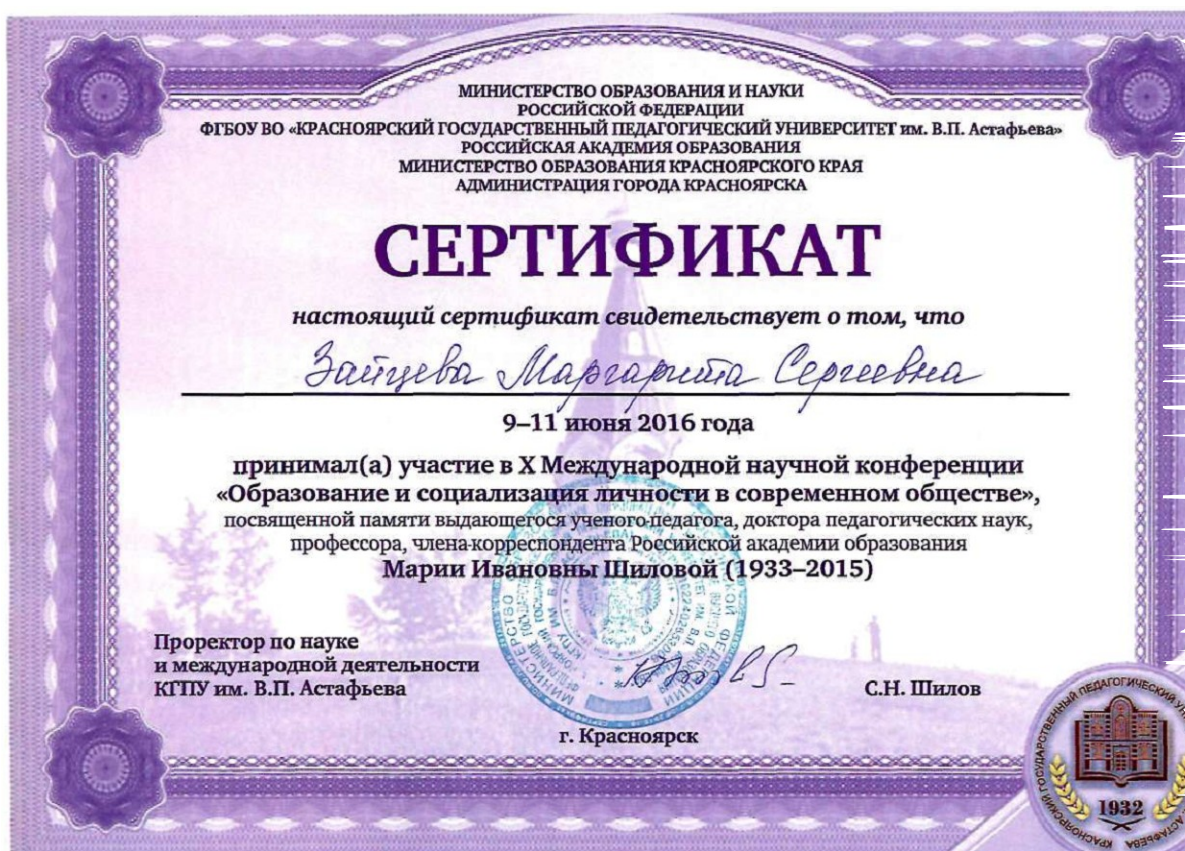 МИНИСТЕРСТВО ОБРАЗОВАНИЯ И НАУКИ
РОССИЙСКОЙ ФЕДЕРАЦИИ
ФГБОУ ВО «КРАСНОЯРСКИЙ ГОСУДАРСТВЕННЫЙ ПЕДАГОГИЧЕСКИЙ УНИВЕРСИТЕТ им. В.П. Астафьева»
РОССИЙСКАЯ АКАДЕМИЯ ОБРАЗОВАНИЯ
МИНИСТЕРСТВО ОБРАЗОВАНИЯ КРАСНОЯРСКОГО КРАЯ
АДМИНИСТРАЦИЯ ГОРОДА КРАСНОЯРСКА
СЕРТИФИКАТ
настоящий сертификат свидетельствует о том, что
Зайцева Маргарита Сергеевна
9–11 июня 2016 года
принимал(а) участие в X Международной научной конференции
«Образование и социализация личности в современном обществе»,
посвященной памяти выдающегося ученого-педагога, доктора педагогических наук,
профессора, члена-корреспондента Российской академии образования
Марии Ивановны Шиловой (1933–2015)
Проректор по науке
и международной деятельности
КГПУ им. В.П. Астафьева
С.Н. Шилов
г. Красноярск
КРАСНОЯРСКИЙ ГОСУДАРСТВЕННЫЙ ПЕДАГОГИЧЕСКИЙ
АСТАФЬЕВА
1932